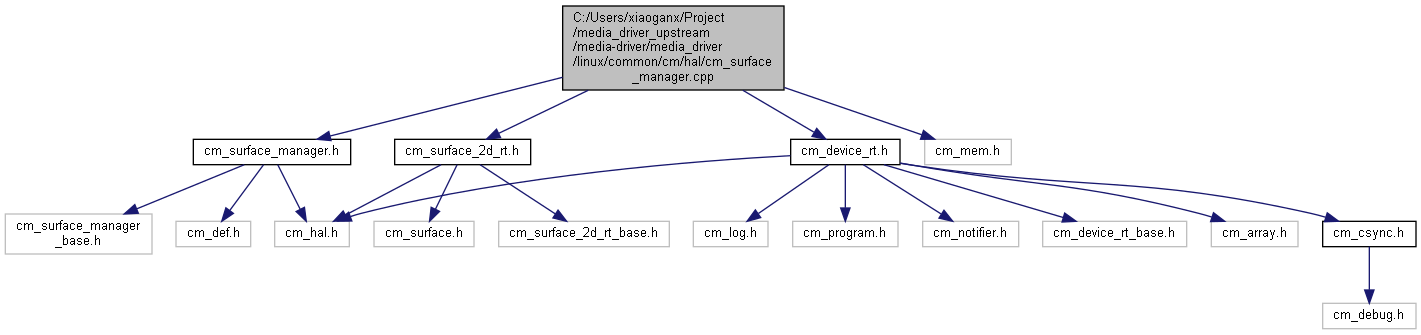 C:/Users/xiaoganx/Project
/media_driver_upstream
/media-driver/media_driver
/linux/common/cm/hal/cm_surface
_manager.cpp
cm_surface_manager.h
cm_surface_2d_rt.h
cm_device_rt.h
cm_mem.h
cm_surface_manager
_base.h
cm_def.h
cm_hal.h
cm_surface.h
cm_surface_2d_rt_base.h
cm_log.h
cm_program.h
cm_notifier.h
cm_device_rt_base.h
cm_array.h
cm_csync.h
cm_debug.h